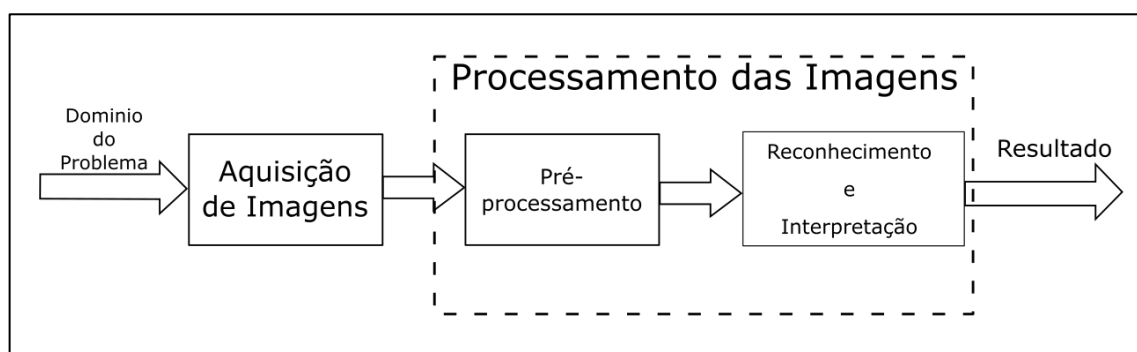 Processamento das Imagens
Dominio
do
Problema
Aquisição
de Imagens
Pré-
processamento
Reconhecimento
e
Interpretação
Resultado